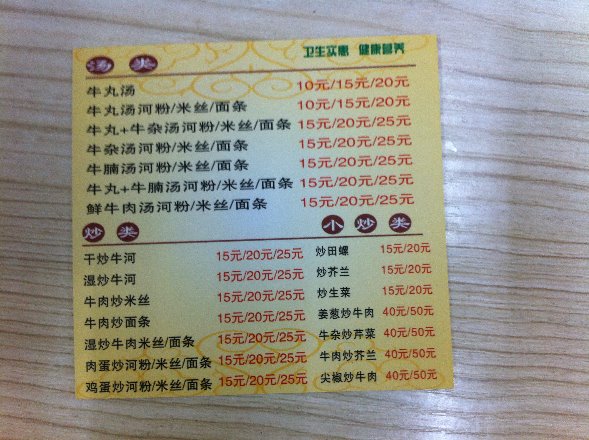 汤类
卫生实惠 健康营养
牛丸汤 10元/15元/20元
牛丸汤河粉/米丝/面条 10元/15元/20元
牛丸+牛杂汤河粉/米丝/面条 15元/20元/25元
牛杂汤河粉/米丝/面条 15元/20元/25元
牛腩汤河粉/米丝/面条 15元/20元/25元
牛丸+牛腩汤河粉/米丝/面条 15元/20元/25元
鲜牛肉汤河粉/米丝/面条 15元/20元/25元
炒类
干炒牛河 15元/20元/25元
湿炒牛河 15元/20元/25元
牛肉炒米丝 15元/20元/25元
牛肉炒面条 15元/20元/25元
湿炒牛肉米丝/面条 15元/20元/25元
肉蛋炒河粉/米丝/面条 15元/20元/25元
鸡蛋炒河粉/米丝/面条 15元/20元/25元
小炒类
炒田螺 15元/20元
炒芥兰 15元/20元
炒生菜 15元/20元
姜葱炒牛肉 40元/50元
牛杂炒芹菜 40元/50元
牛肉炒芥兰 40元/50元
尖椒炒牛肉 40元/50元